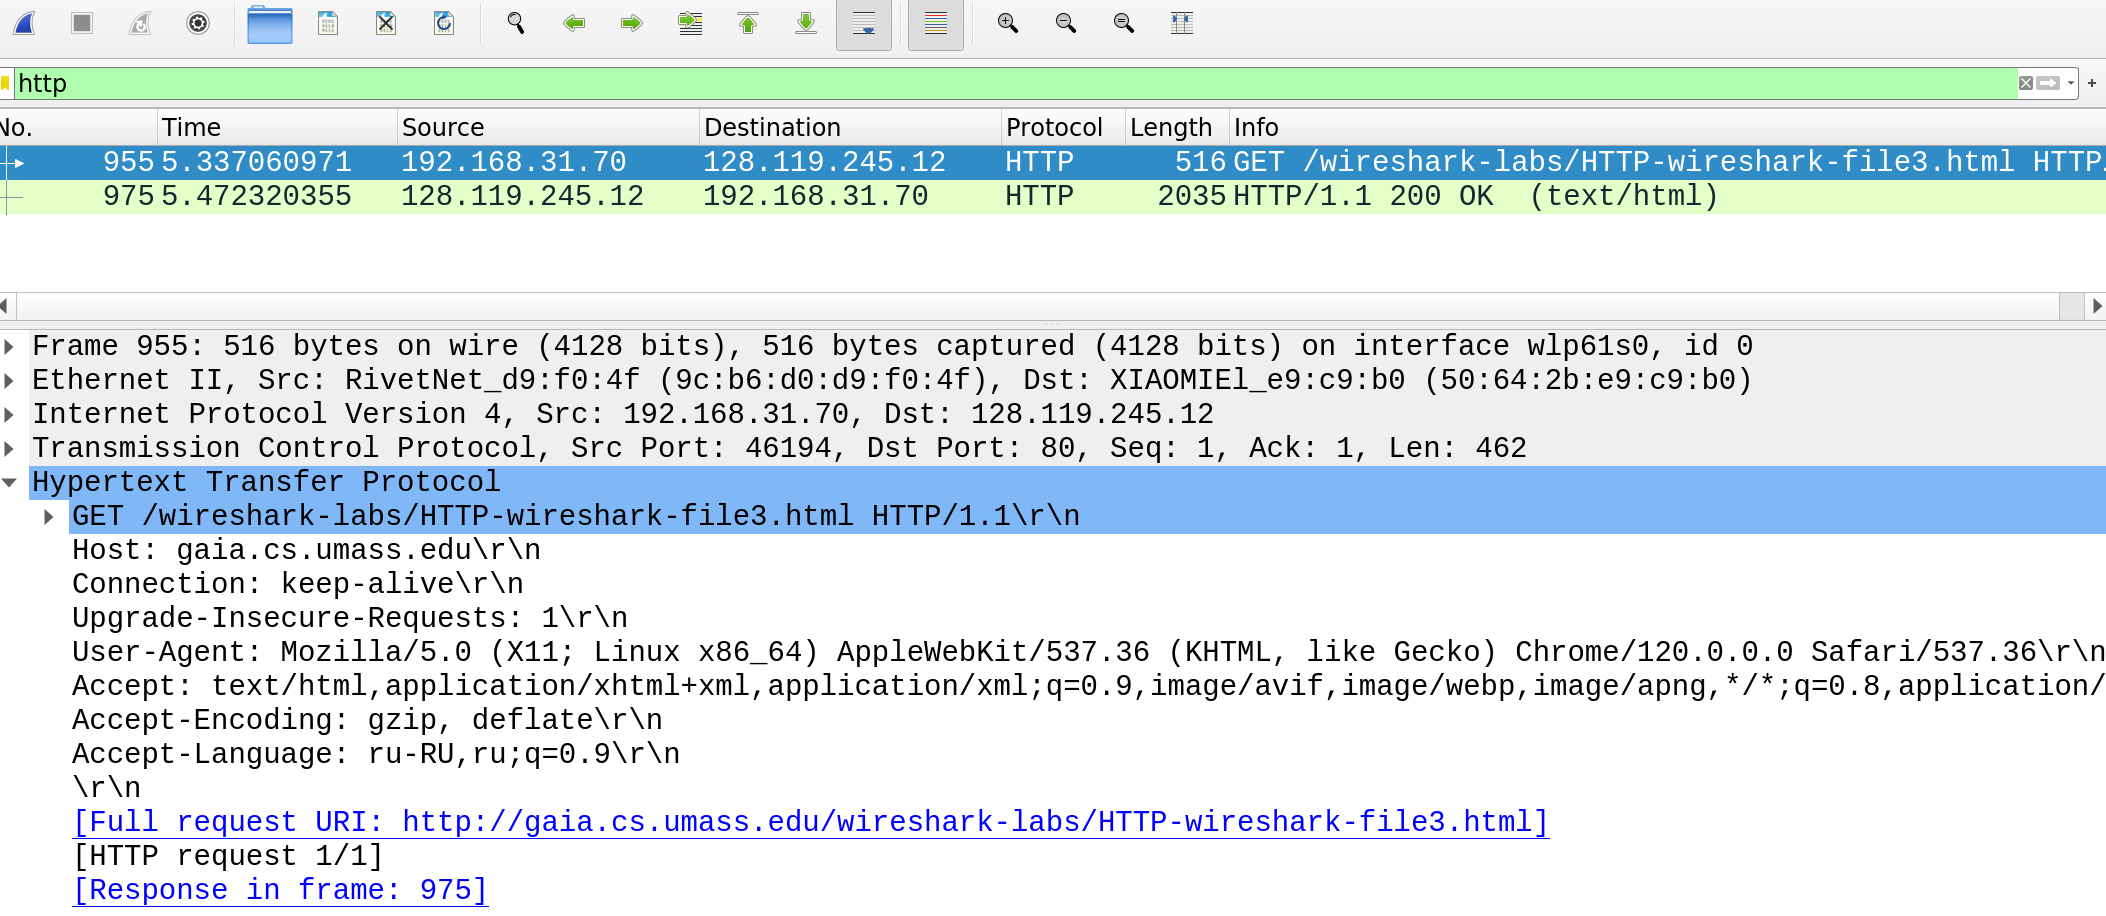 http
No. Time Source Destination Protocol Length Info
955 5.337060971 192.168.31.70 128.119.245.12 HTTP 516 GET /wireshark-labs/HTTP-wireshark-file3.html HTTP
975 5.472320355 128.119.245.12 192.168.31.70 HTTP 2035 HTTP/1.1 200 OK  (text/html)
Frame 955: 516 bytes on wire (4128 bits), 516 bytes captured (4128 bits) on interface wlp61s0, id 0
Ethernet II, Src: RivetNet_d9:f0:4f (9c:b6:d0:d9:f0:4f), Dst: XIAOMIEl_e9:c9:b0 (50:64:2b:e9:c9:b0)
Internet Protocol Version 4, Src: 192.168.31.70, Dst: 128.119.245.12
Transmission Control Protocol, Src Port: 46194, Dst Port: 80, Seq: 1, Ack: 1, Len: 462
Hypertext Transfer Protocol
GET /wireshark-labs/HTTP-wireshark-file3.html HTTP/1.1\r\n
Host: gaia.cs.umass.edu\r\n
Connection: keep-alive\r\n
Upgrade-Insecure-Requests: 1\r\n
User-Agent: Mozilla/5.0 (X11; Linux x86_64) AppleWebKit/537.36 (KHTML, like Gecko) Chrome/120.0.0.0 Safari/537.36\r\n
Accept: text/html,application/xhtml+xml,application/xml;q=0.9,image/avif,image/webp,image/apng,*/*;q=0.8,application/
Accept-Encoding: gzip, deflate\r\n
Accept-Language: ru-RU,ru;q=0.9\r\n
\r\n
[Full request URI: http://gaia.cs.umass.edu/wireshark-labs/HTTP-wireshark-file3.html]
[HTTP request 1/1]
[Response in frame: 975]